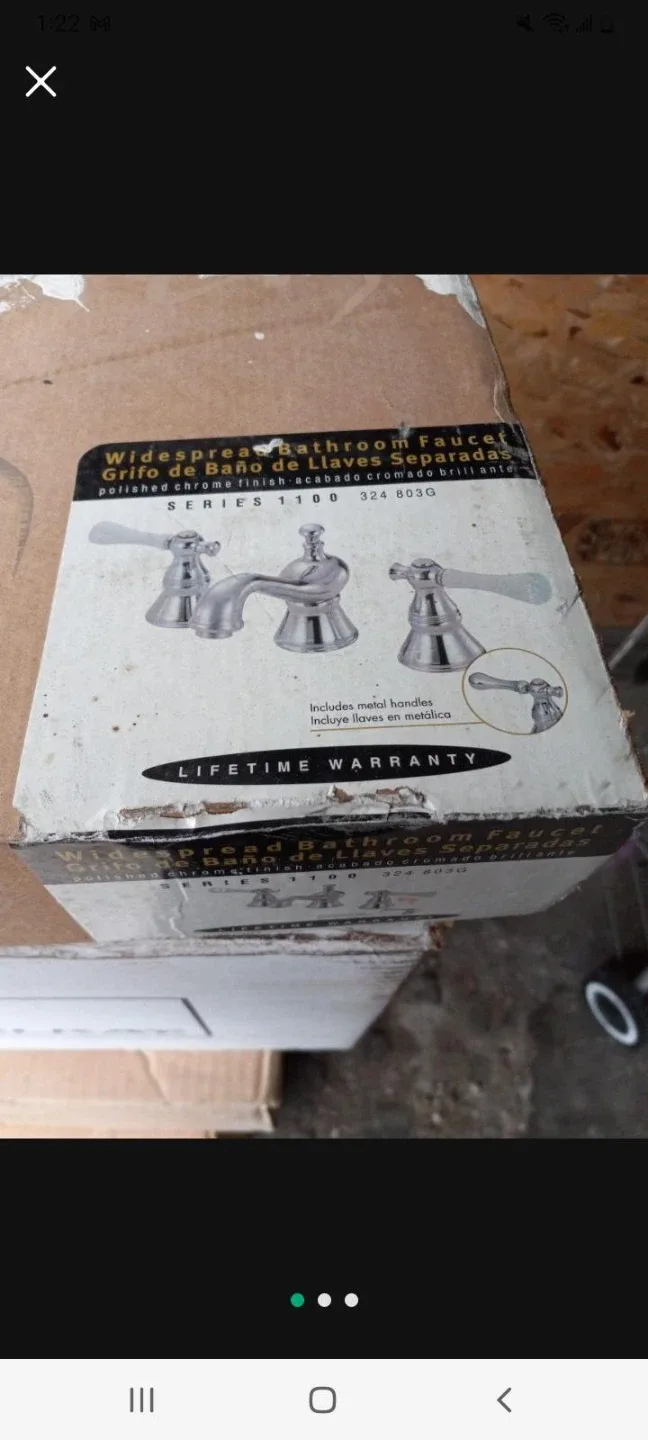 1:22
Widespread Bathroom Faucet
Grifo de Baño de Llaves Separadas
polished chrome finish · acabado cromado brillante
SERIES 1100 324 803G
Includes metal handles
Incluye llaves en metálica
LIFETIME WARRANTY
Widespread Bathroom Faucet
Grifo de Baño de Llaves Separadas
polished chrome finish · acabado cromado brillante
SERIES 1100 324 803G
LIFETIME WARRANTY